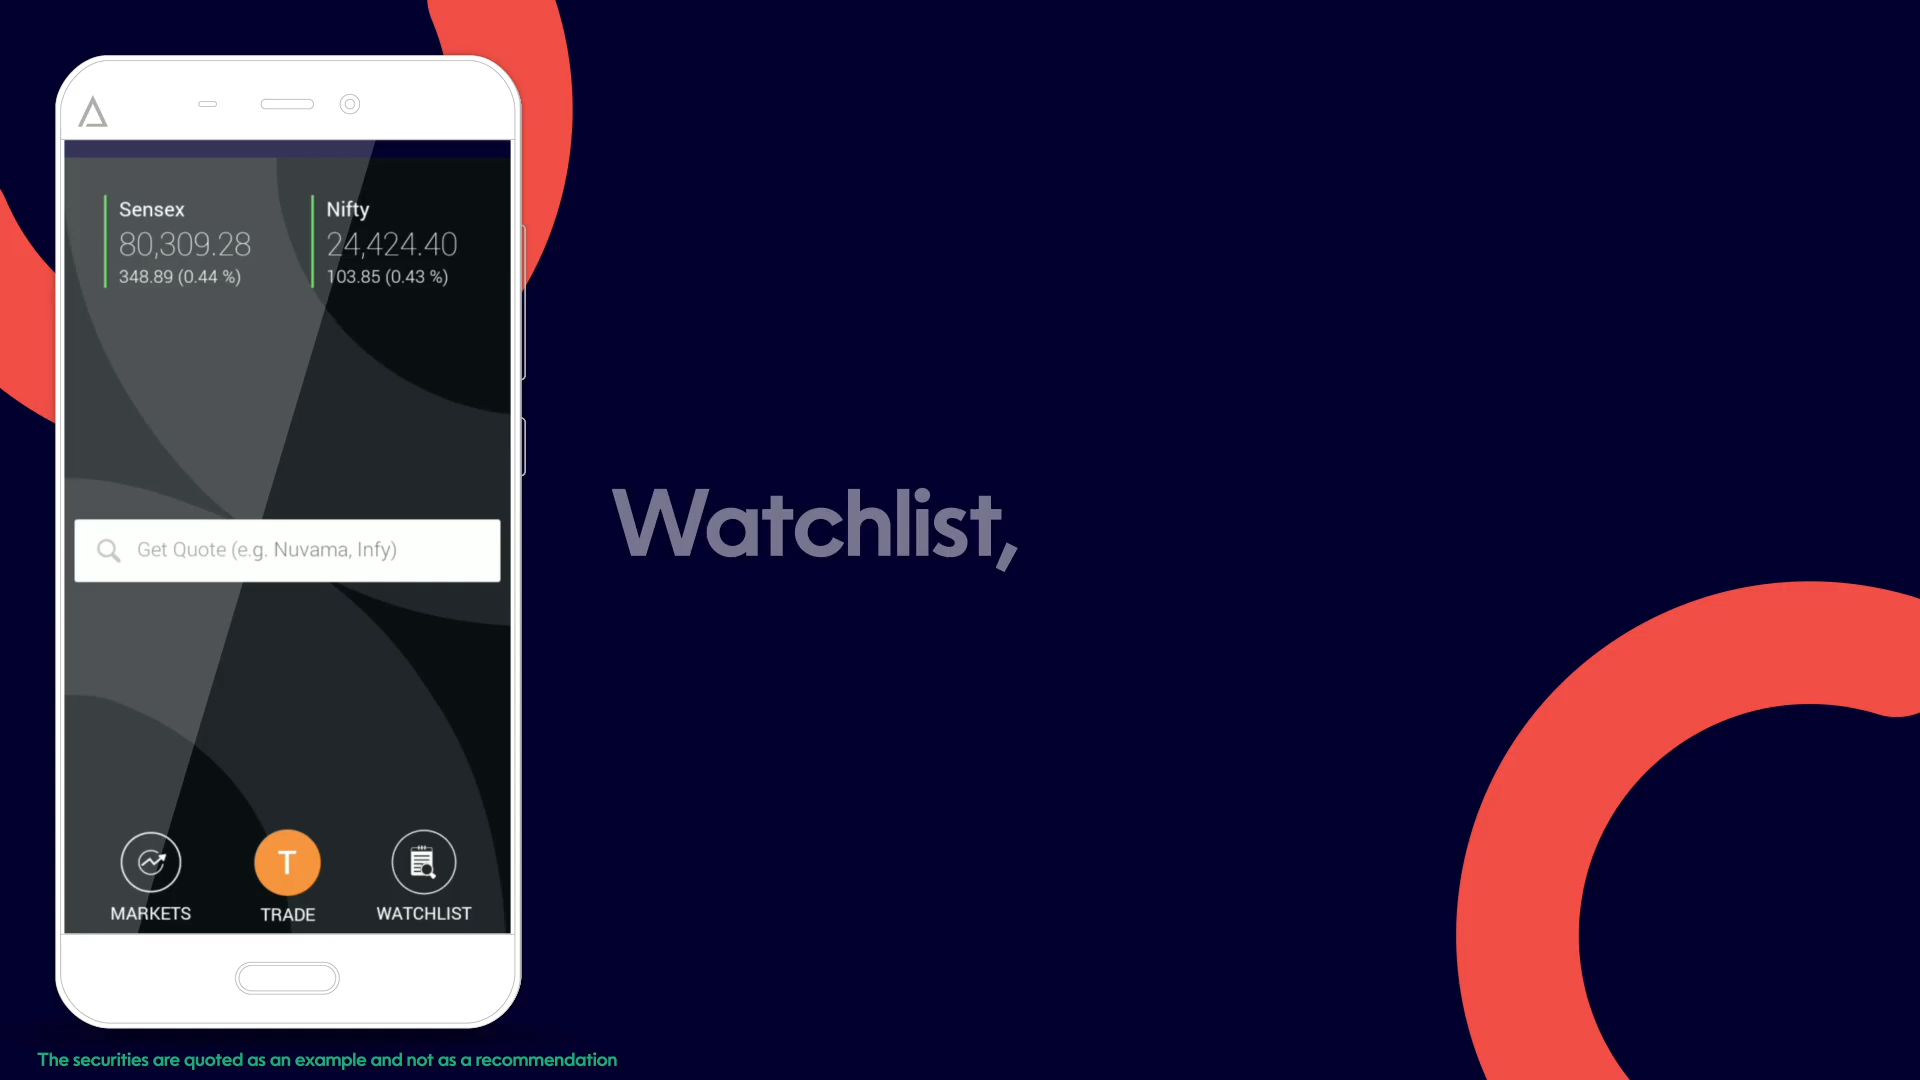 Sensex
80,309.28
348.89 (0.44 %)
Nifty
24,424.40
103.85 (0.43 %)
Get Quote (e.g. Nuvama, Infy)
T
MARKETS
TRADE
WATCHLIST
Watchlist,
The securities are quoted as an example and not as a recommendation